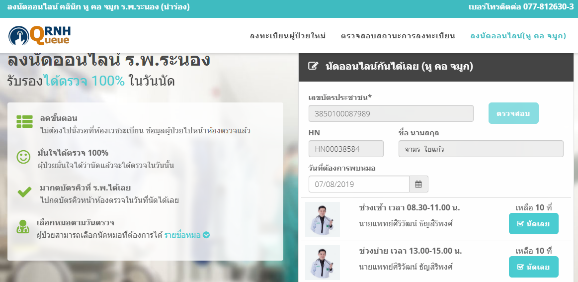 ลงนัดออนไลน์ คลินิก หู คอ จมูก ร.พ.ระนอง (ปาร่อง)
เบอร์โทรติดต่อ 077-812630-3
QRNH
Queue
ลงทะเบียนผู้ป่วยใหม่
ตรวจสอบสถานะการลงทะเบียน
ลงนัดออนไลน์(หู คอ จมูก)
ลงนัดออนไลน์ ร.พ.ระนอง
รับรองได้ตรวจ 100% ในวันนัด
ลดขั้นตอน
ไม่ต้องไปนั่งรอที่ห้องเวชระเบียน ข้อมูลผู้ป่วยไปหน้าห้องตรวจแล้ว
มั่นใจได้ตรวจ 100%
ผู้ป่วยมั่นใจได้ว่านัดแล้วจะได้ตรวจในวันนั้น
มากดบัตรคิวที่ ร.พ.ได้เลย
ไปกดบัตรคิวหน้าห้องตรวจในวันที่นัดได้เลย
เลือกหมอตามวันตรวจ
ผู้ป่วยสามารถเลือกนัดหมอที่ต้องการได้ รายชื่อหมอ
นัดออนไลน์กันได้เลย (หู คอ จมูก)
เลขบัตรประชาชน*
3850100087989
ตรวจสอบ
HN
ชื่อ นามสกุล
HN00038584
วันที่ต้องการพบหมอ
07/08/2019
ช่วงเช้า เวลา 08.30-11.00 น.
เหลือ 10 ที่
นายแพทย์ศิริวัฒน์ ธัญสิริพงศ์
นัดเลย
ช่วงบ่าย เวลา 13.00-15.00 น.
เหลือ 10 ที่
นายแพทย์ศิริวัฒน์ ธัญสิริพงศ์
นัดเลย